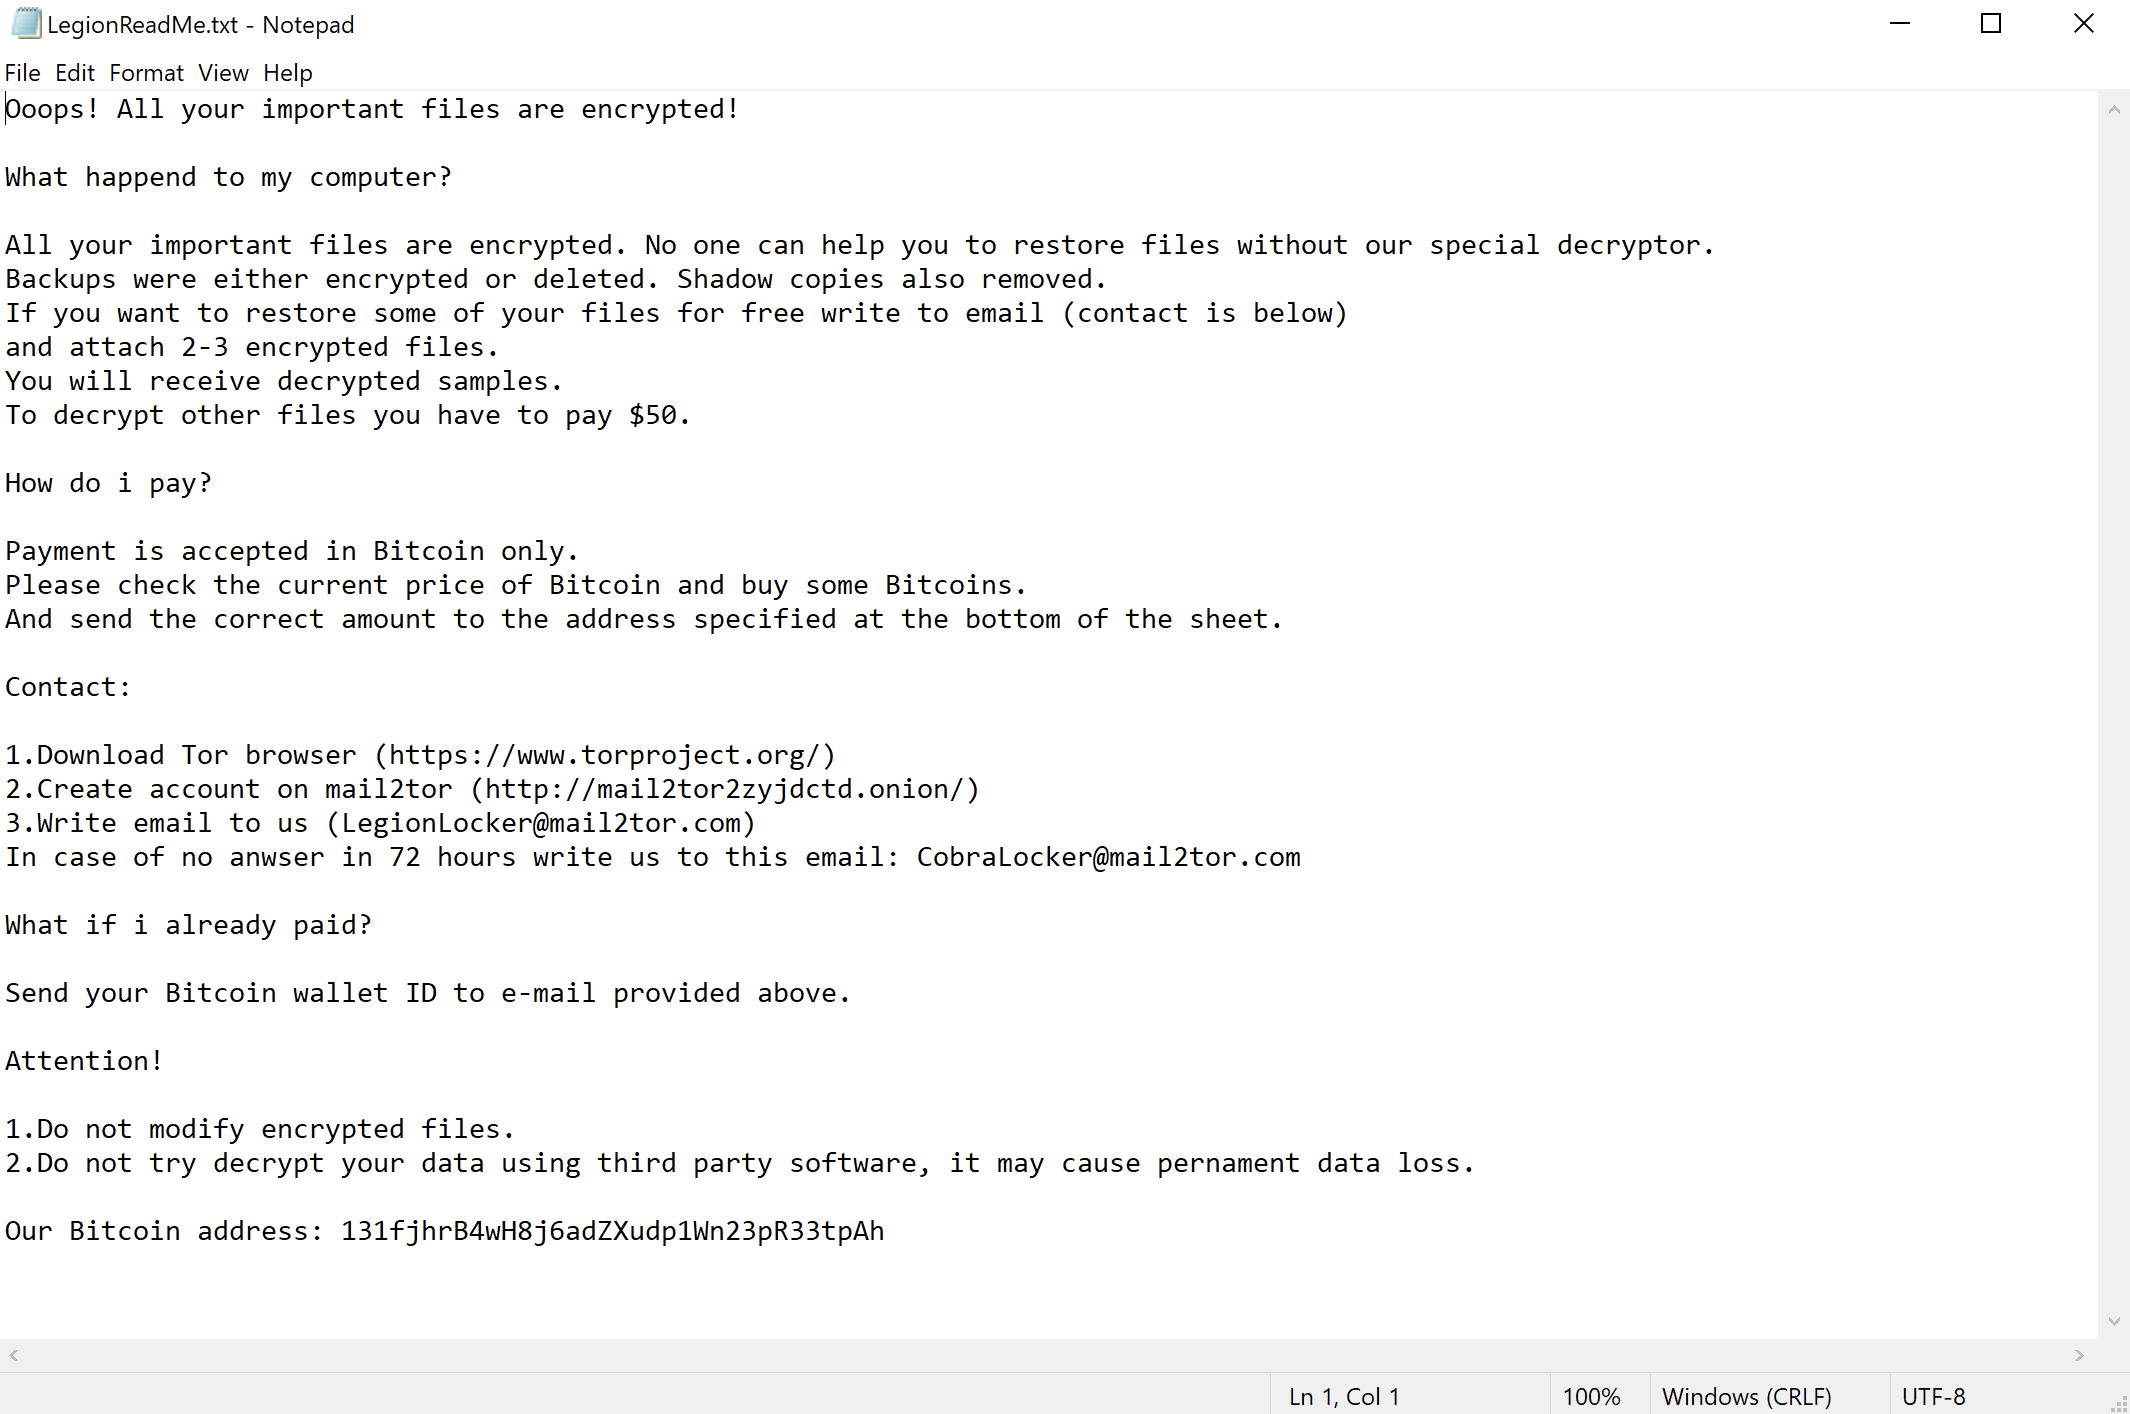 LegionReadMe.txt - Notepad
File Edit Format View Help
Ooops! All your important files are encrypted!
What happend to my computer?
All your important files are encrypted. No one can help you to restore files without our special decryptor.
Backups were either encrypted or deleted. Shadow copies also removed.
If you want to restore some of your files for free write to email (contact is below)
and attach 2-3 encrypted files.
You will receive decrypted samples.
To decrypt other files you have to pay $50.
How do i pay?
Payment is accepted in Bitcoin only.
Please check the current price of Bitcoin and buy some Bitcoins.
And send the correct amount to the address specified at the bottom of the sheet.
Contact:
1.Download Tor browser (https://www.torproject.org/)
2.Create account on mail2tor (http://mail2tor2zyjdctd.onion/)
3.Write email to us (LegionLocker@mail2tor.com)
In case of no anwser in 72 hours write us to this email: CobraLocker@mail2tor.com
What if i already paid?
Send your Bitcoin wallet ID to e-mail provided above.
Attention!
1.Do not modify encrypted files.
2.Do not try decrypt your data using third party software, it may cause pernament data loss.
Our Bitcoin address: 131fjhrB4wH8j6adZXudp1Wn23pR33tpAh
Ln 1, Col 1 100% Windows (CRLF) UTF-8